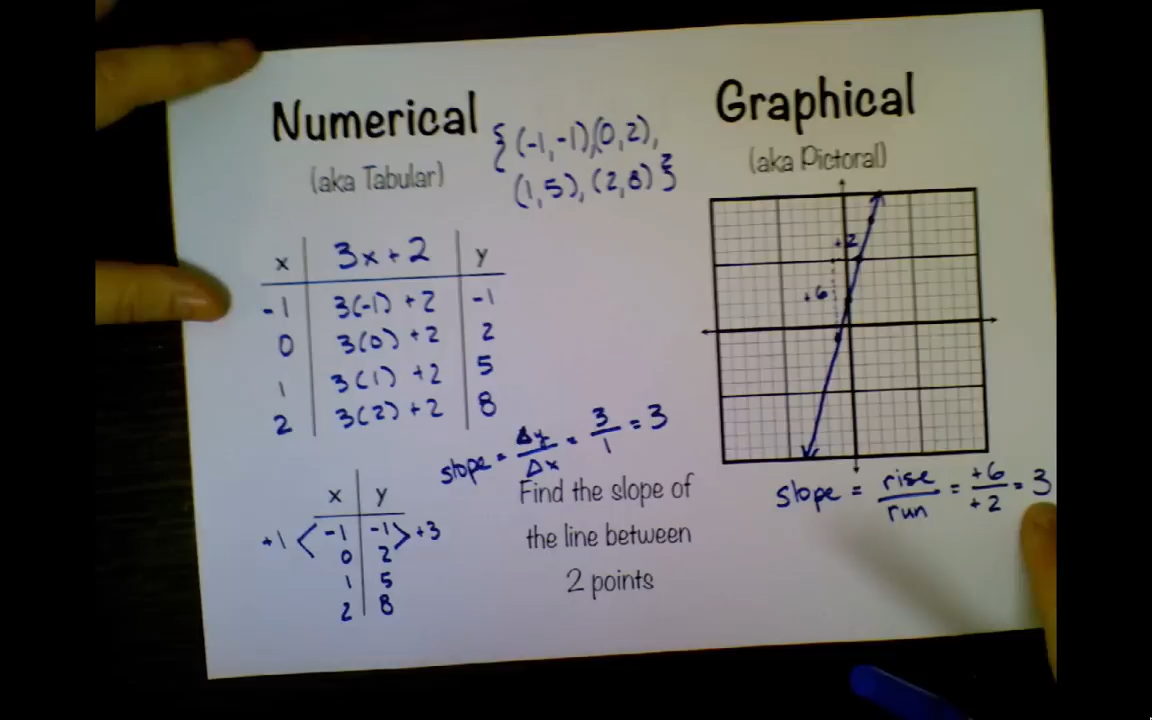 Numerical
(aka Tabular)
{(-1,-1),(0,2),
(1,5),(2,8)}
x | 3x+2 | y
-1 | 3(-1)+2 | -1
0 | 3(0)+2 | 2
1 | 3(1)+2 | 5
2 | 3(2)+2 | 8
slope = Δy/Δx = 3/1 = 3
x | y
+1 < -1 | -1 > +3
0 | 2
1 | 5
2 | 8
Find the slope of
the line between
2 points
Graphical
(aka Pictoral)
+2
+6
slope = rise/run = +6/+2 = 3